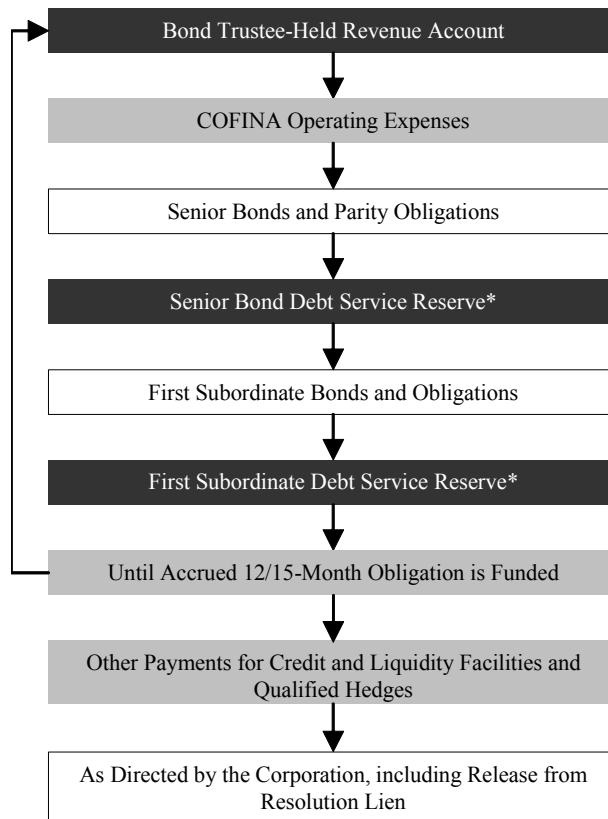 Bond Trustee-Held Revenue Account
COFINA Operating Expenses
Senior Bonds and Parity Obligations
Senior Bond Debt Service Reserve*
First Subordinate Bonds and Obligations
First Subordinate Debt Service Reserve*
Until Accrued 12/15-Month Obligation is Funded
Other Payments for Credit and Liquidity Facilities and
Qualified Hedges
As Directed by the Corporation, including Release from
Resolution Lien